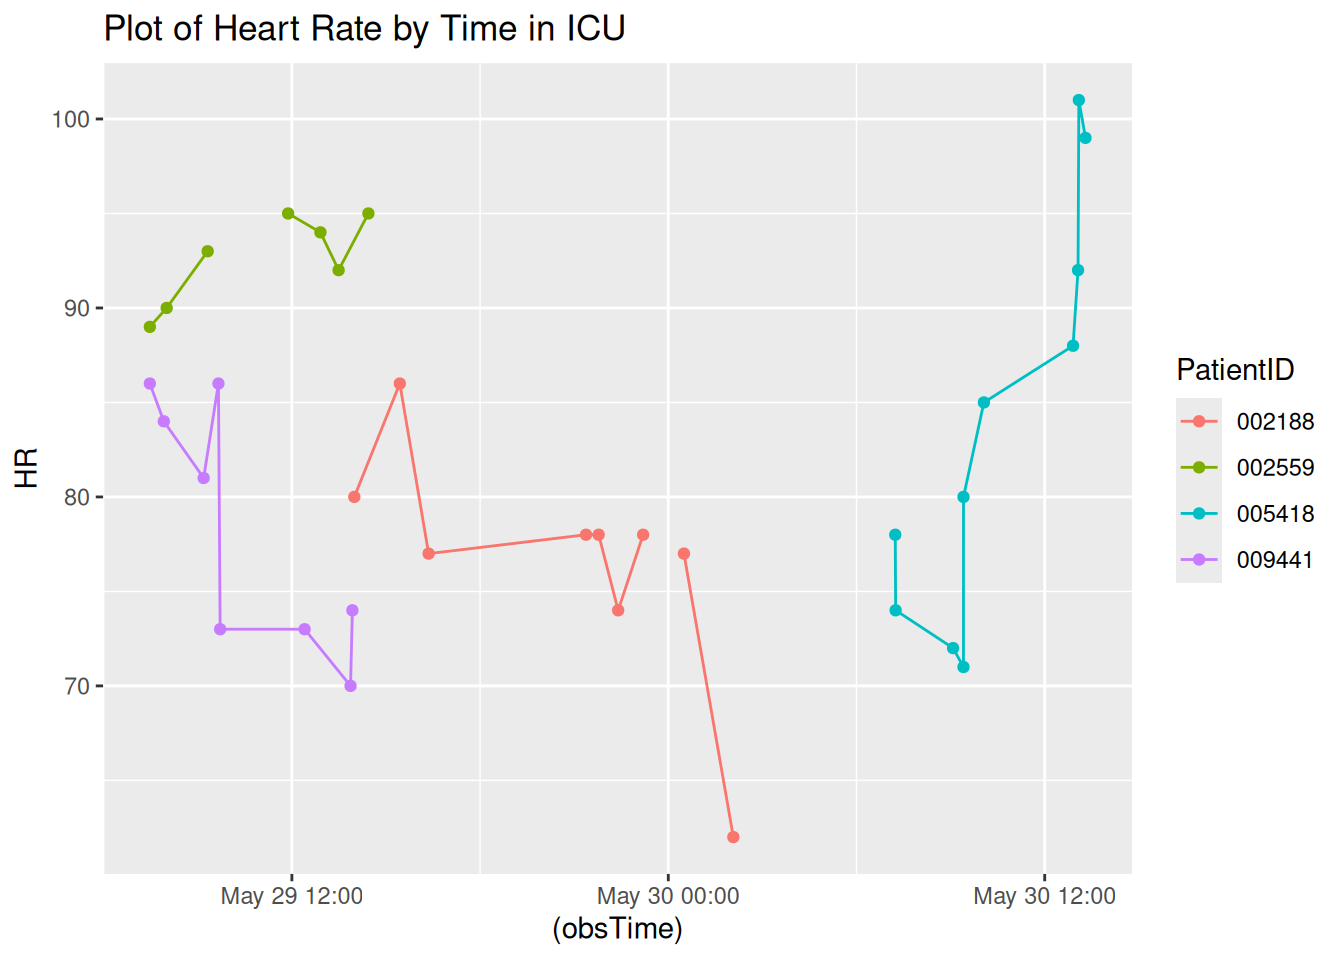 Plot of Heart Rate by Time in ICU
100
90
80
70
HR
May 29 12:00
May 30 00:00
May 30 12:00
(obsTime)
PatientID
002188
002559
005418
009441